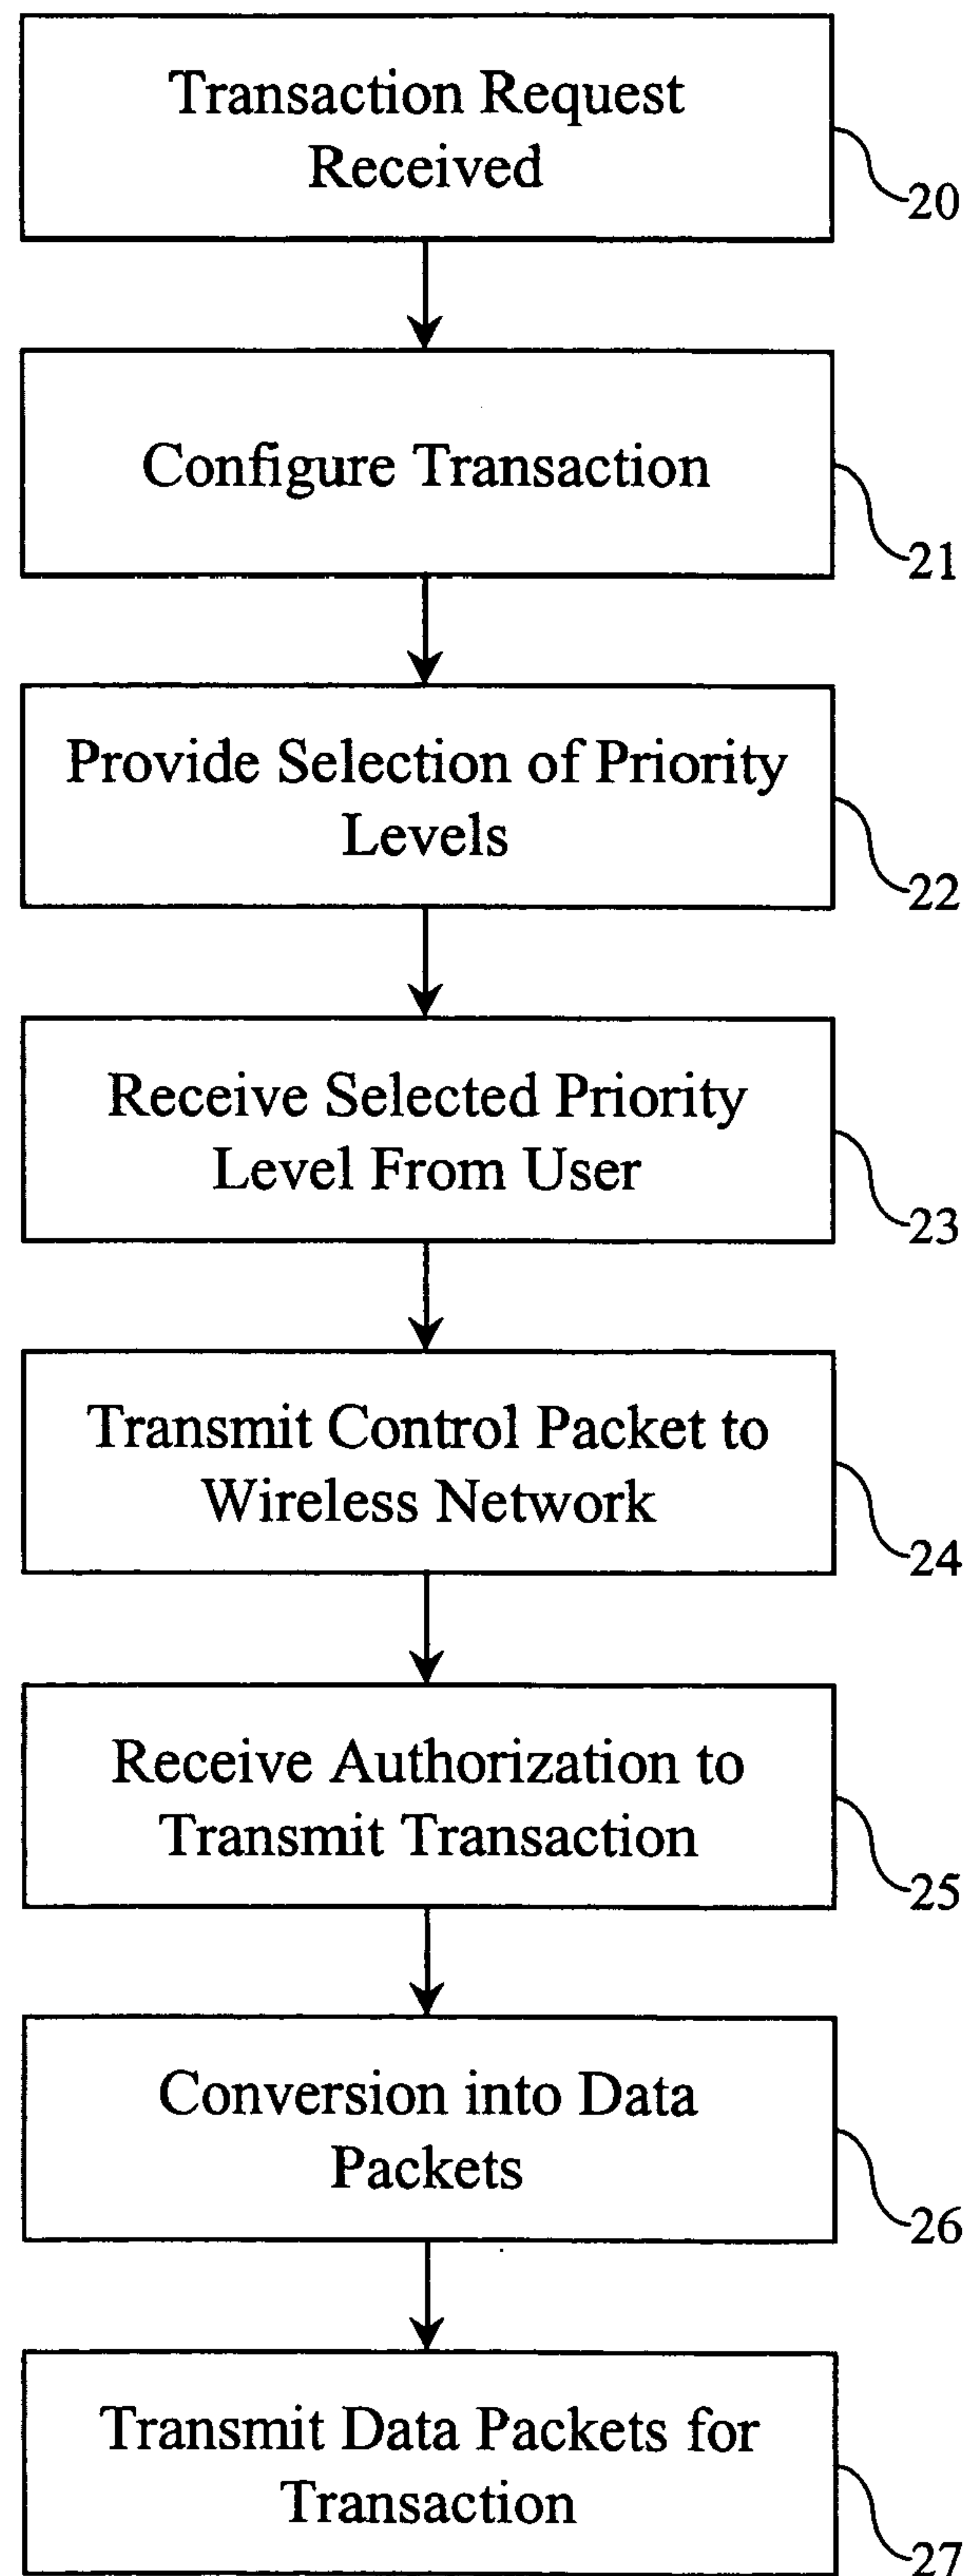 Transaction Request
Received
20
Configure Transaction
21
Provide Selection of Priority
Levels
22
Receive Selected Priority
Level From User
23
Transmit Control Packet to
Wireless Network
24
Receive Authorization to
Transmit Transaction
25
Conversion into Data
Packets
26
Transmit Data Packets for
Transaction
27